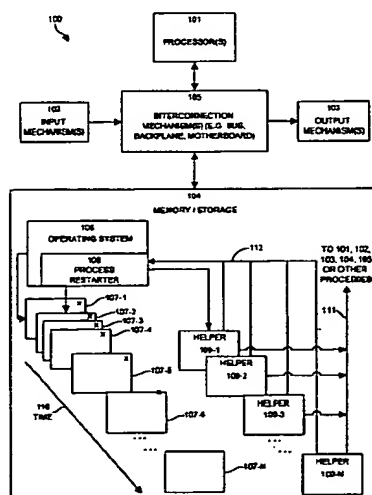 100
101
PROCESSOR(S)
102
INPUT
MECHANISM(S)
105
INTERCONNECTION
MECHANISM(S) (E.G. BUS,
BACKPLANE, MOTHERBOARD)
103
OUTPUT
MECHANISM(S)
104
MEMORY / STORAGE
106
OPERATING SYSTEM
108
PROCESS
RESTARTER
112
TO 101, 102,
103, 104, 105
OR OTHER
PROCESSES
111
x
107-1
x
107-2
x
107-3
x
107-4
x
107-5
107-6
107-N
110
TIME
HELPER
109-1
HELPER
109-2
HELPER
109-3
HELPER
109-N